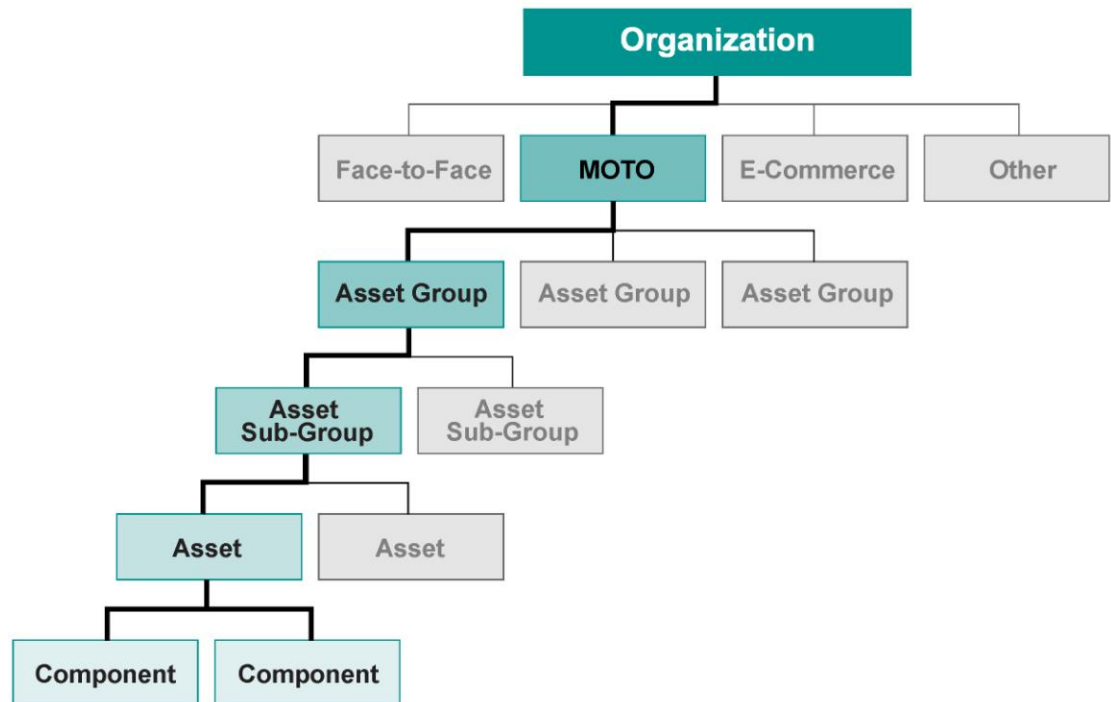 Organization
Face-to-Face
MOTO
E-Commerce
Other
Asset Group
Asset Group
Asset Group
Asset
Sub-Group
Asset
Sub-Group
Asset
Asset
Component
Component